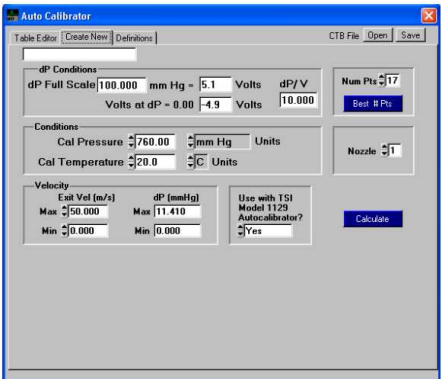 Auto Calibrator
Table Editor Create New Definitions CTB File Open Save
dP Conditions
dP Full Scale 100.000 mm Hg = 5.1 Volts dP/V
Volts at dP = 0.00 -4.9 Volts 10.000
Num Pts 17
Best # Pts
Conditions
Cal Pressure 760.00 mm Hg Units
Cal Temperature 20.0 C Units
Nozzle 1
Velocity
Exit Vel (m/s) dP (mmHg)
Max 50.000 Max 11.410
Min 0.000 Min 0.000
Use with TSI
Model 1129
Autocalibrator?
Yes
Calculate